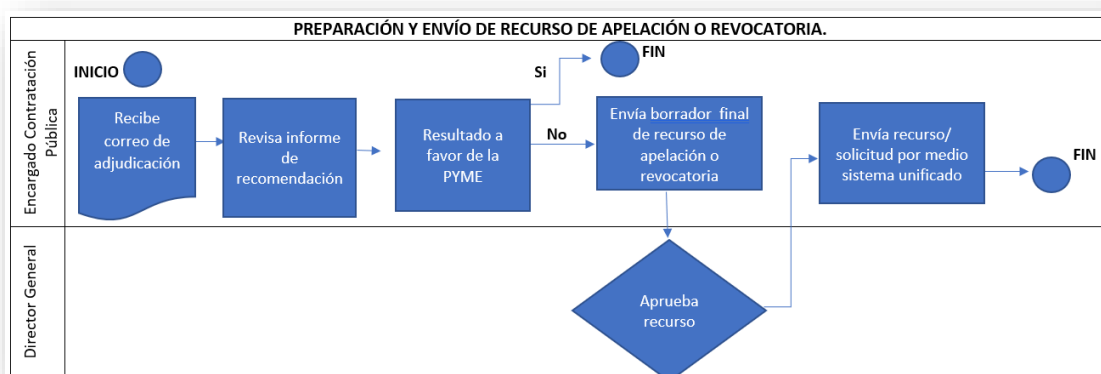 PREPARACIÓN Y ENVÍO DE RECURSO DE APELACIÓN O REVOCATORIA.
Encargado Contratación
Pública
INICIO
Recibe
correo de
adjudicación
Revisa informe
de
recomendación
Resultado a
favor de la
PYME
Si
FIN
No
Envía borrador final
de recurso de
apelación o
revocatoria
Envía recurso/
solicitud por medio
sistema unificado
FIN
Director General
Aprueba
recurso